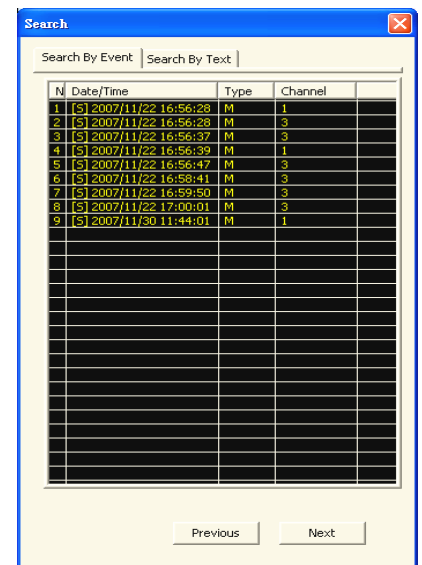 Search
Search By Event Search By Text
N Date/Time Type Channel
1 [S] 2007/11/22 16:56:28 M 1
2 [S] 2007/11/22 16:56:28 M 3
3 [S] 2007/11/22 16:56:37 M 3
4 [S] 2007/11/22 16:56:39 M 1
5 [S] 2007/11/22 16:56:47 M 3
6 [S] 2007/11/22 16:58:41 M 3
7 [S] 2007/11/22 16:59:50 M 3
8 [S] 2007/11/22 17:00:01 M 3
9 [S] 2007/11/30 11:44:01 M 1
Previous Next